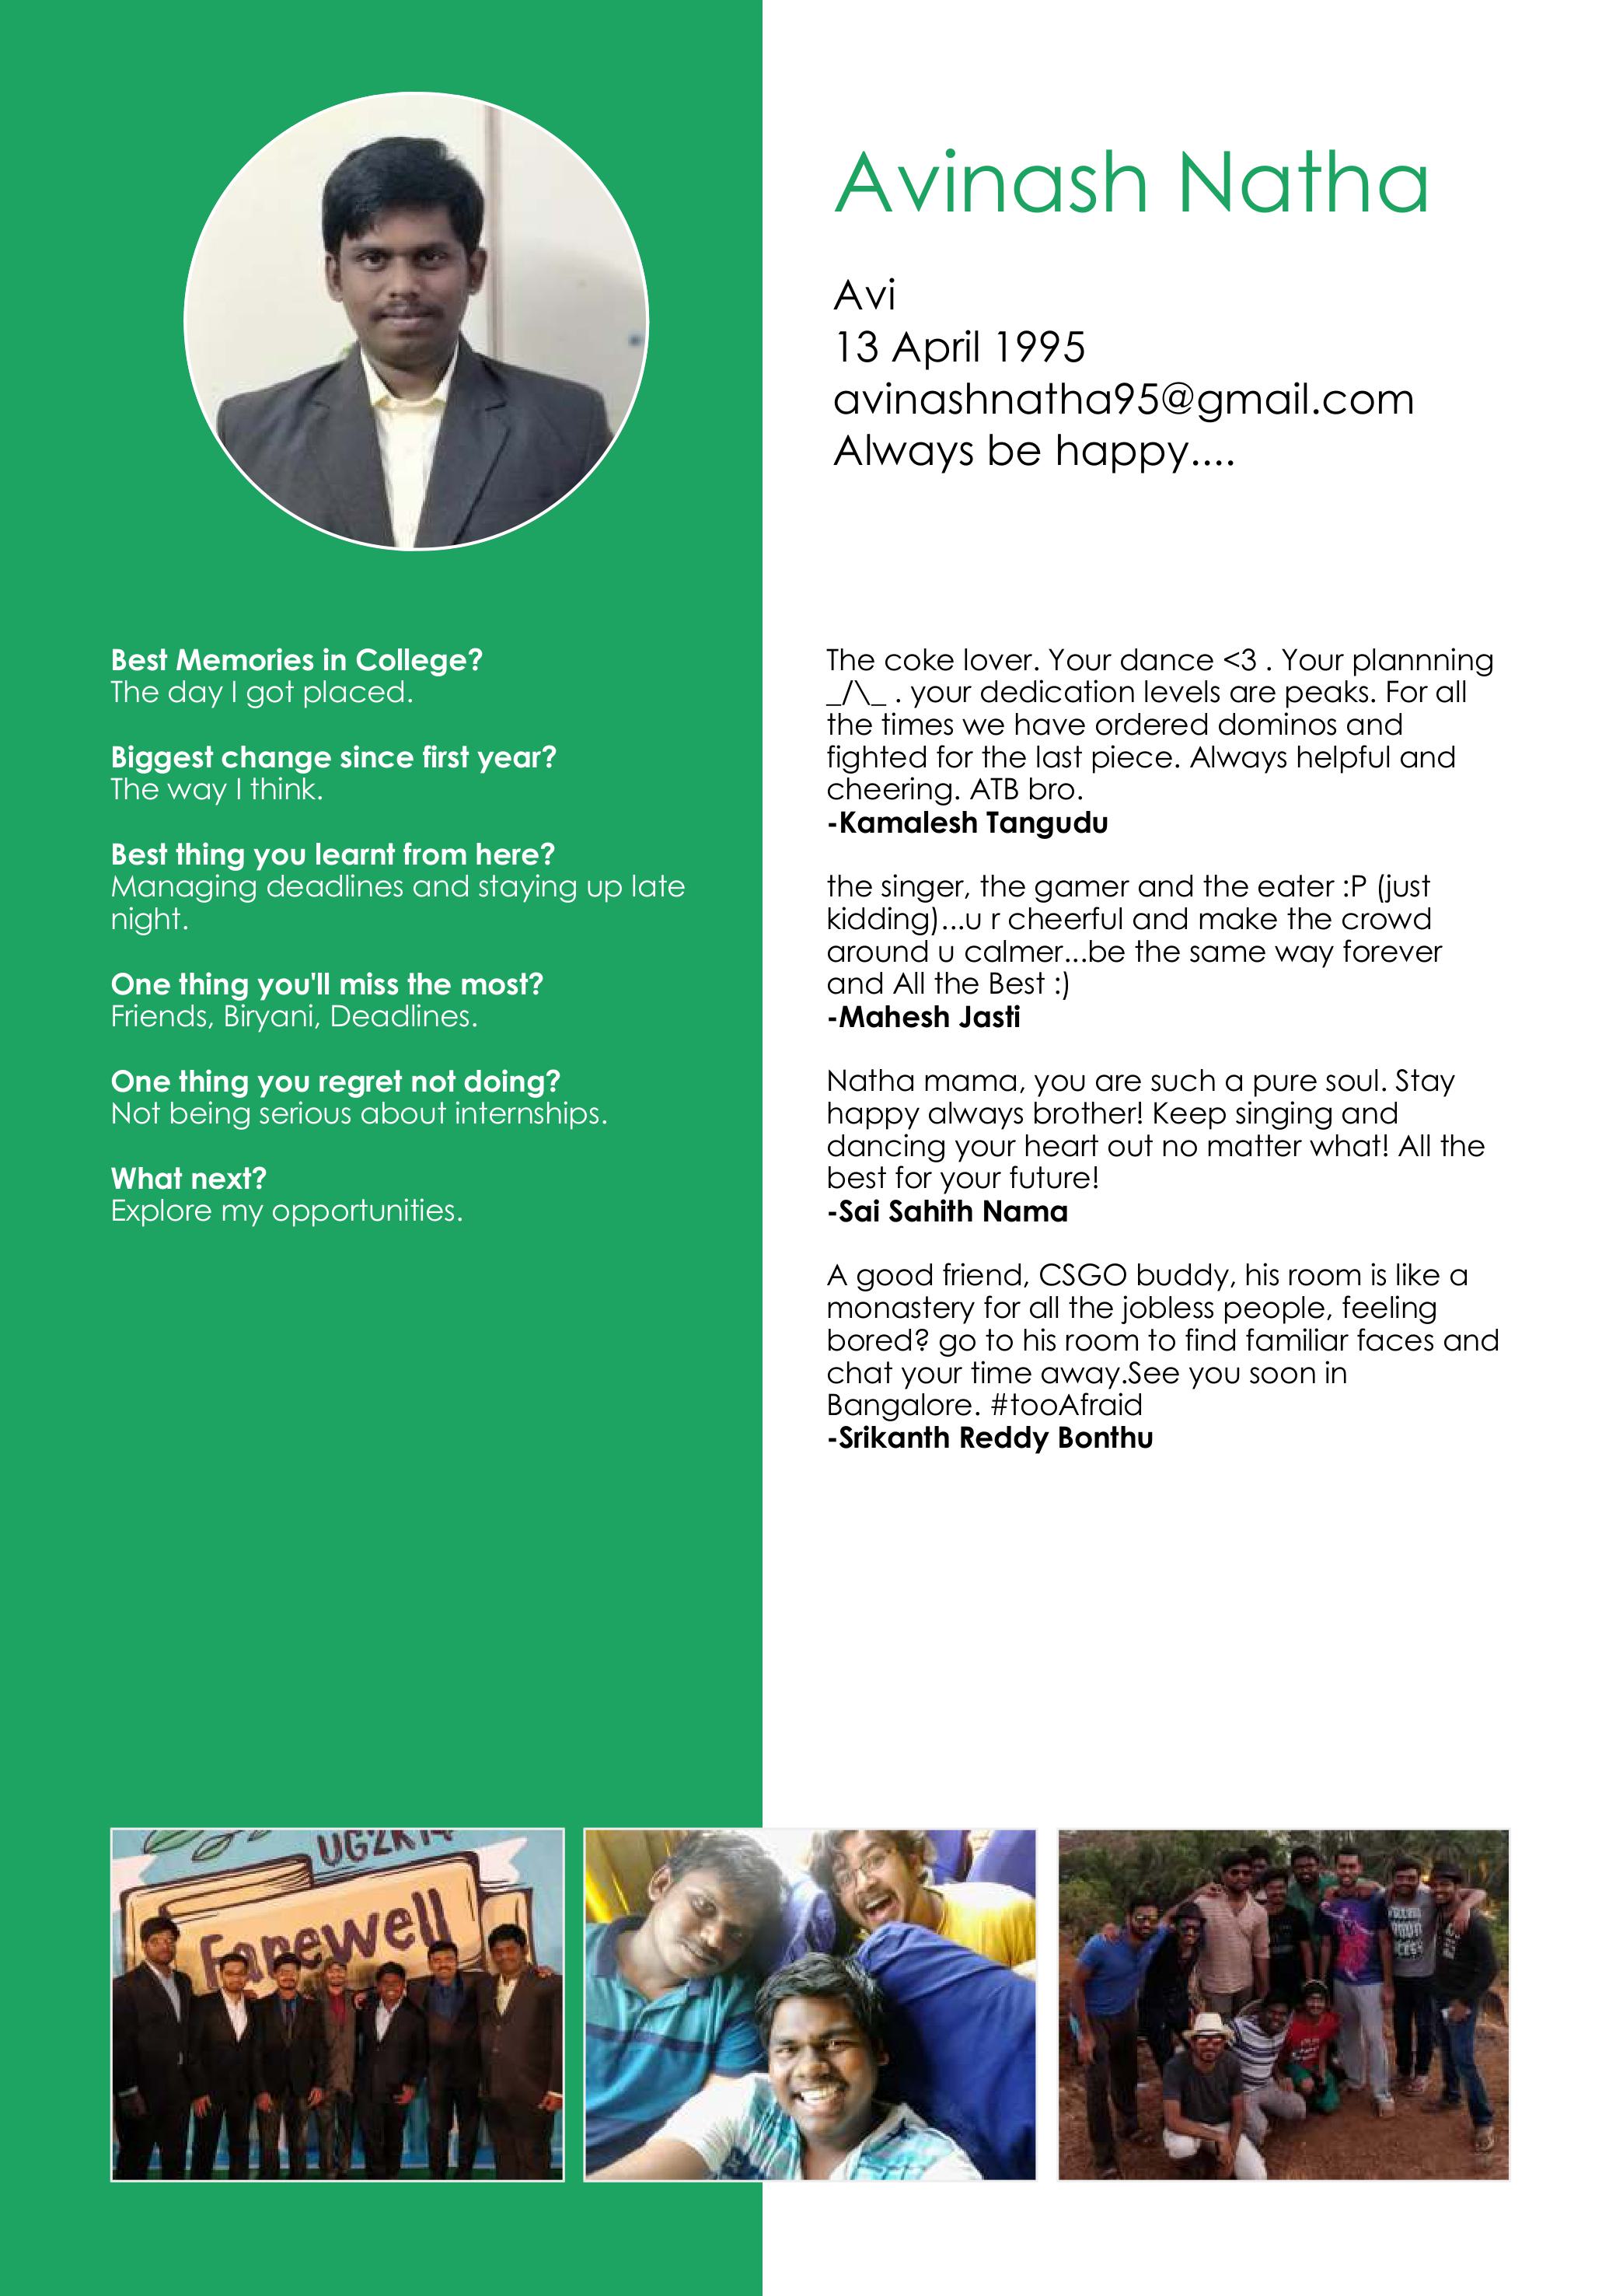 Avinash Natha
Avi
13 April 1995
avinashnatha95@gmail.com
Always be happy....
Best Memories in College?
The day I got placed.
Biggest change since first year?
The way I think.
Best thing you learnt from here?
Managing deadlines and staying up late
night.
One thing you'll miss the most?
Friends, Biryani, Deadlines.
One thing you regret not doing?
Not being serious about internships.
What next?
Explore my opportunities.
The coke lover. Your dance <3 . Your plannning
_/\_ . your dedication levels are peaks. For all
the times we have ordered dominos and
fighted for the last piece. Always helpful and
cheering. ATB bro.
-Kamalesh Tangudu
the singer, the gamer and the eater :P (just
kidding)...u r cheerful and make the crowd
around u calmer...be the same way forever
and All the Best :)
-Mahesh Jasti
Natha mama, you are such a pure soul. Stay
happy always brother! Keep singing and
dancing your heart out no matter what! All the
best for your future!
-Sai Sahith Nama
A good friend, CSGO buddy, his room is like a
monastery for all the jobless people, feeling
bored? go to his room to find familiar faces and
chat your time away.See you soon in
Bangalore. #tooAfraid
-Srikanth Reddy Bonthu
UG2K14
Farewell